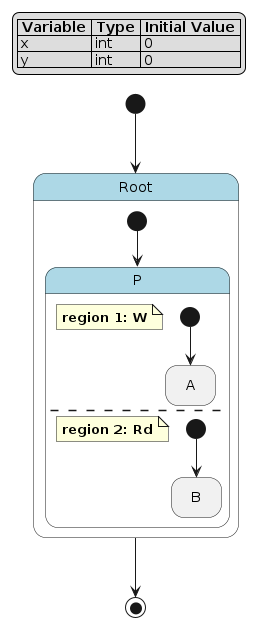 Variable Type Initial Value
x int 0
y int 0
Root
P
region 1: W
A
region 2: Rd
B